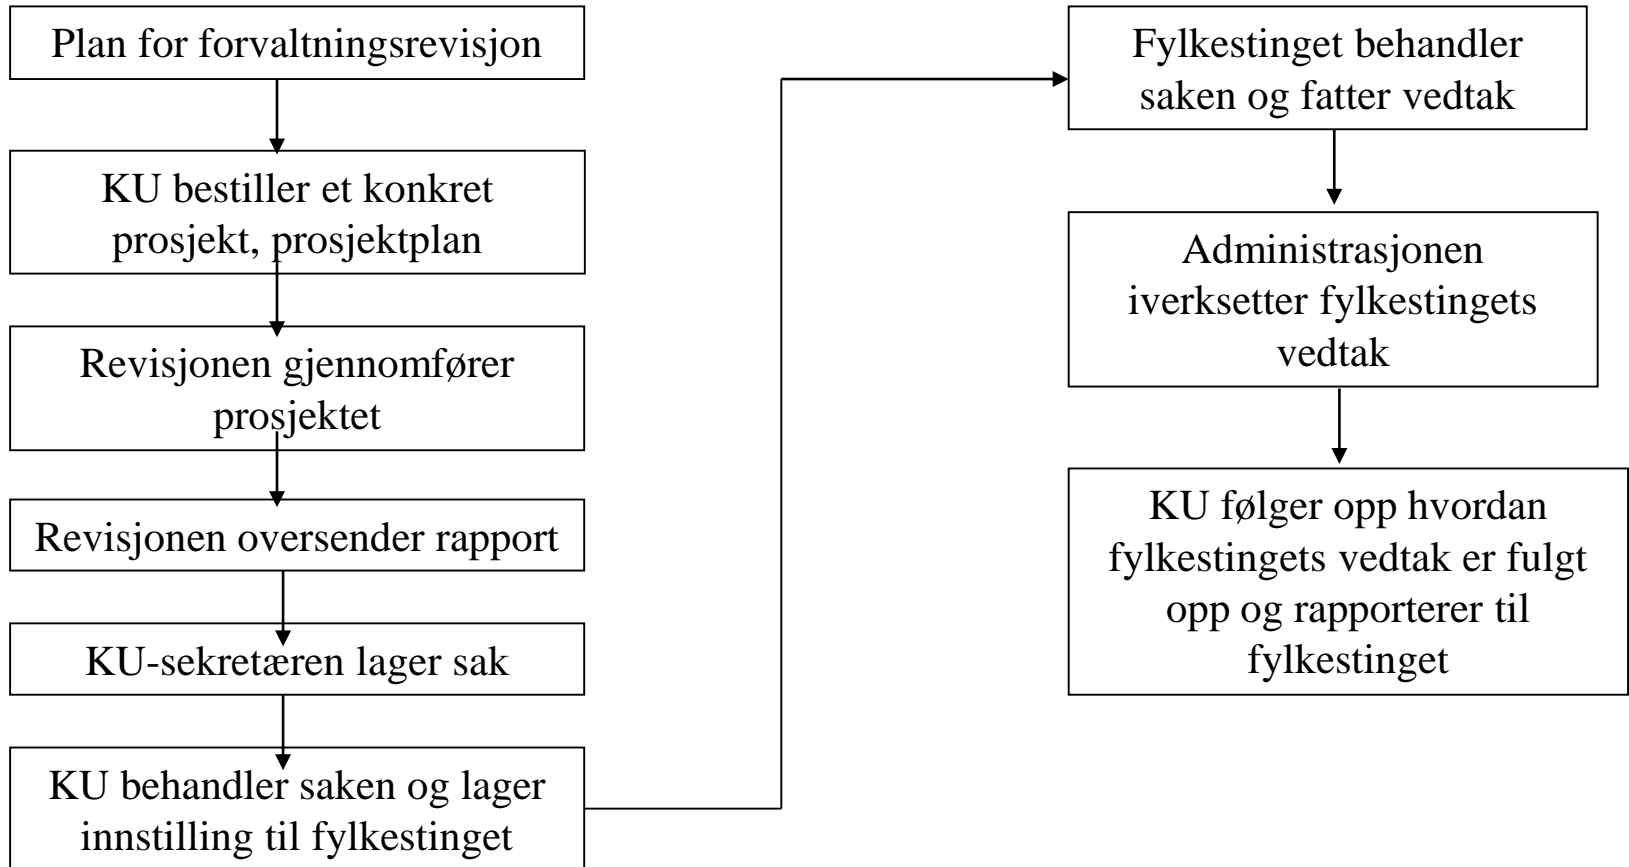 Plan for forvaltningsrevisjon
KU bestiller et konkret
prosjekt, prosjektplan
Revisjonen gjennomfører
prosjektet
Revisjonen oversender rapport
KU-sekretæren lager sak
KU behandler saken og lager
innstilling til fylkestinget
Fylkestinget behandler
saken og fatter vedtak
Administrasjonen
iverksetter fylkestingets
vedtak
KU følger opp hvordan
fylkestingets vedtak er fulgt
opp og rapporterer til
fylkestinget